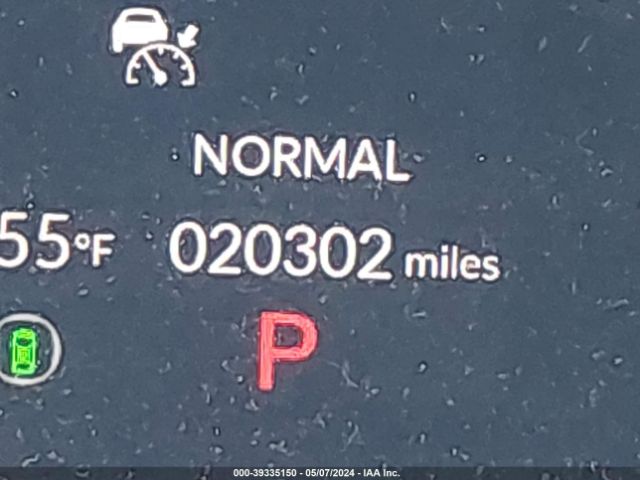 NORMAL
55°F 020302 miles
P
000-39335150 - 05/07/2024 - IAA Inc.